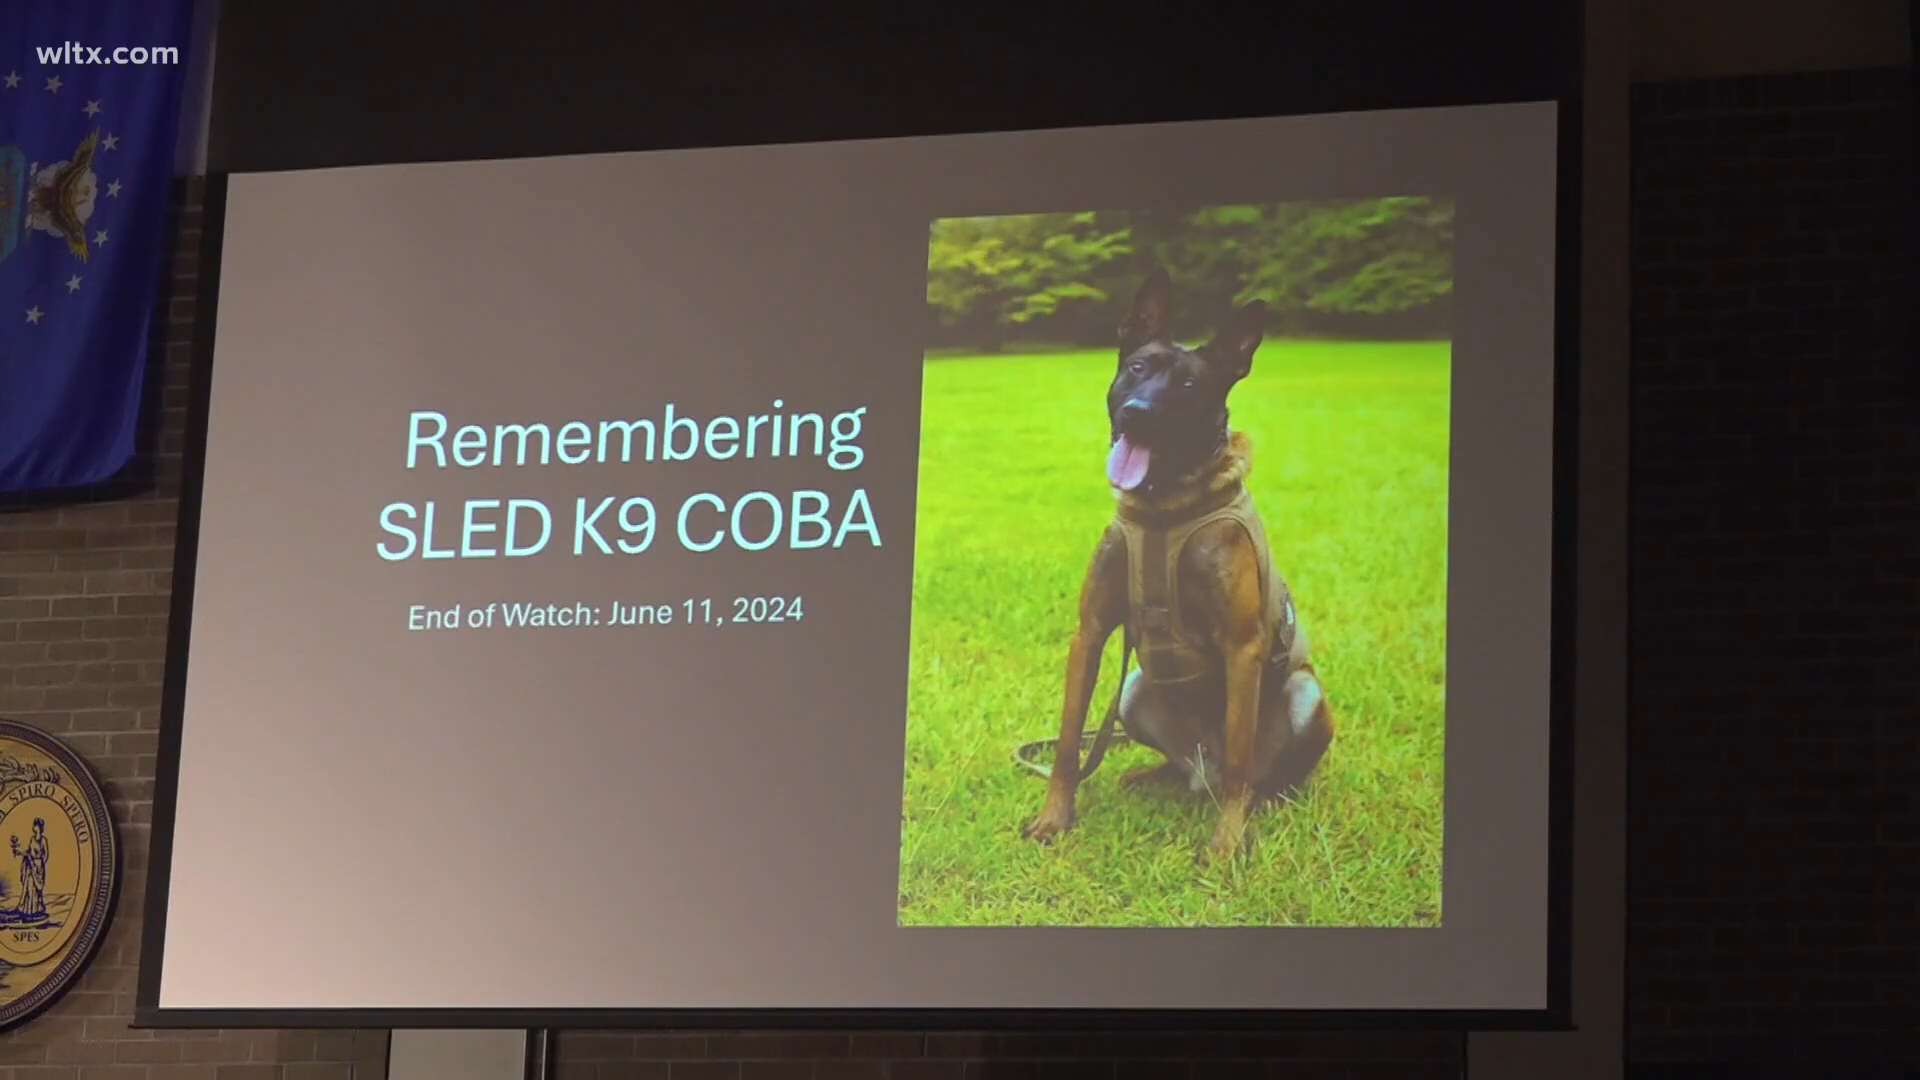 wltx.com
Remembering
SLED K9 COBA
End of Watch: June 11, 2024
SPIRO SPERO
SPES